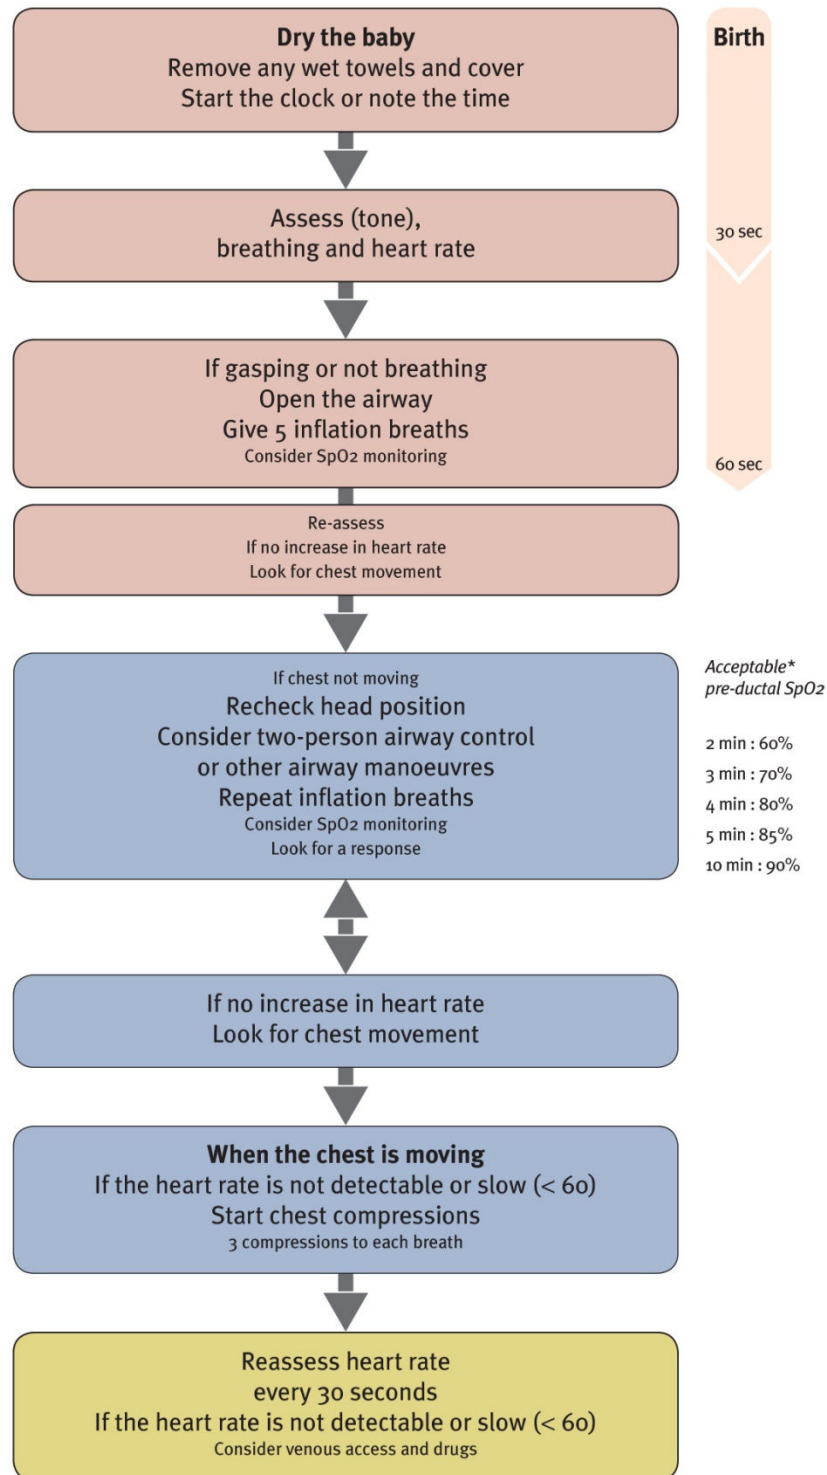 Dry the baby
Remove any wet towels and cover
Start the clock or note the time
Birth
Assess (tone),
breathing and heart rate
30 sec
If gasping or not breathing
Open the airway
Give 5 inflation breaths
Consider SpO2 monitoring
60 sec
Re-assess
If no increase in heart rate
Look for chest movement
If chest not moving
Recheck head position
Consider two-person airway control
or other airway manoeuvres
Repeat inflation breaths
Consider SpO2 monitoring
Look for a response
Acceptable*
pre-ductal SpO2
2 min : 60%
3 min : 70%
4 min : 80%
5 min : 85%
10 min : 90%
If no increase in heart rate
Look for chest movement
When the chest is moving
If the heart rate is not detectable or slow (< 60)
Start chest compressions
3 compressions to each breath
Reassess heart rate
every 30 seconds
If the heart rate is not detectable or slow (< 60)
Consider venous access and drugs